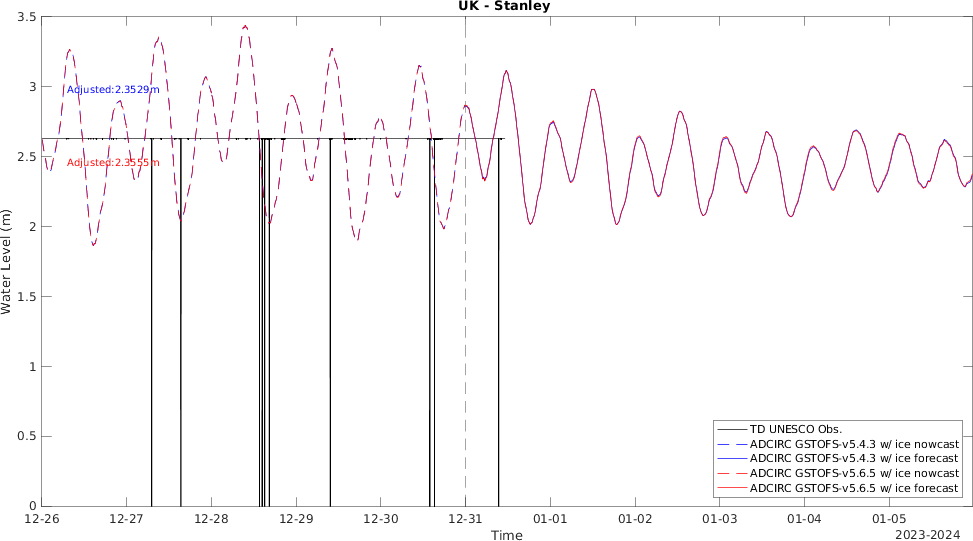 UK - Stanley
Water Level (m)
3.5
3
2.5
2
1.5
1
0.5
0
Adjusted:2.3529m
Adjusted:2.3555m
TD UNESCO Obs.
ADCIRC GSTOFS-v5.4.3 w/ ice nowcast
ADCIRC GSTOFS-v5.4.3 w/ ice forecast
ADCIRC GSTOFS-v5.6.5 w/ ice nowcast
ADCIRC GSTOFS-v5.6.5 w/ ice forecast
12-26 12-27 12-28 12-29 12-30 12-31 01-01 01-02 01-03 01-04 01-05
Time
2023-2024